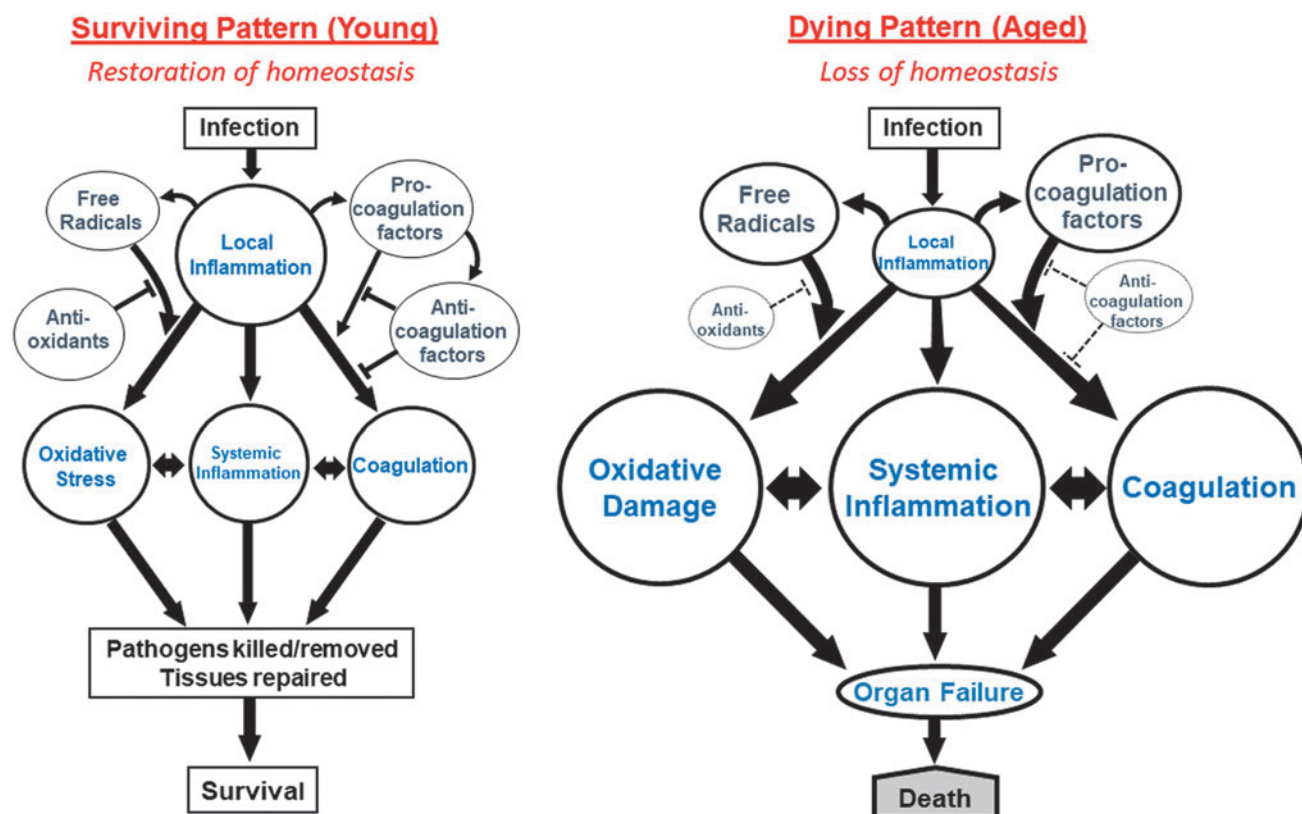 Surviving Pattern (Young)
Restoration of homeostasis
Infection
Free
Radicals
Pro-
coagulation
factors
Local
Inflammation
Anti-
oxidants
Anti-
coagulation
factors
Oxidative
Stress
Systemic
Inflammation
Coagulation
Pathogens killed/removed
Tissues repaired
Survival
Dying Pattern (Aged)
Loss of homeostasis
Infection
Free
Radicals
Pro-
coagulation
factors
Local
Inflammation
Anti-
oxidants
Anti-
coagulation
factors
Oxidative
Damage
Systemic
Inflammation
Coagulation
Organ Failure
Death